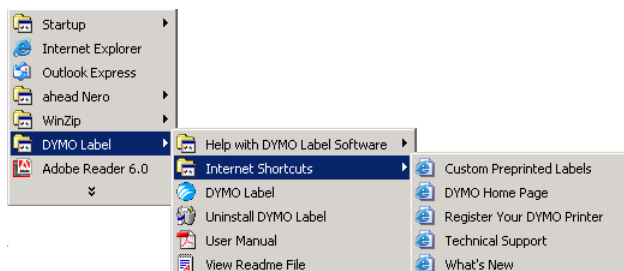 Startup
Internet Explorer
Outlook Express
ahead Nero
WinZip
DYMO Label
Adobe Reader 6.0
Help with DYMO Label Software
Internet Shortcuts
DYMO Label
Uninstall DYMO Label
User Manual
View Readme File
Custom Preprinted Labels
DYMO Home Page
Register Your DYMO Printer
Technical Support
What's New